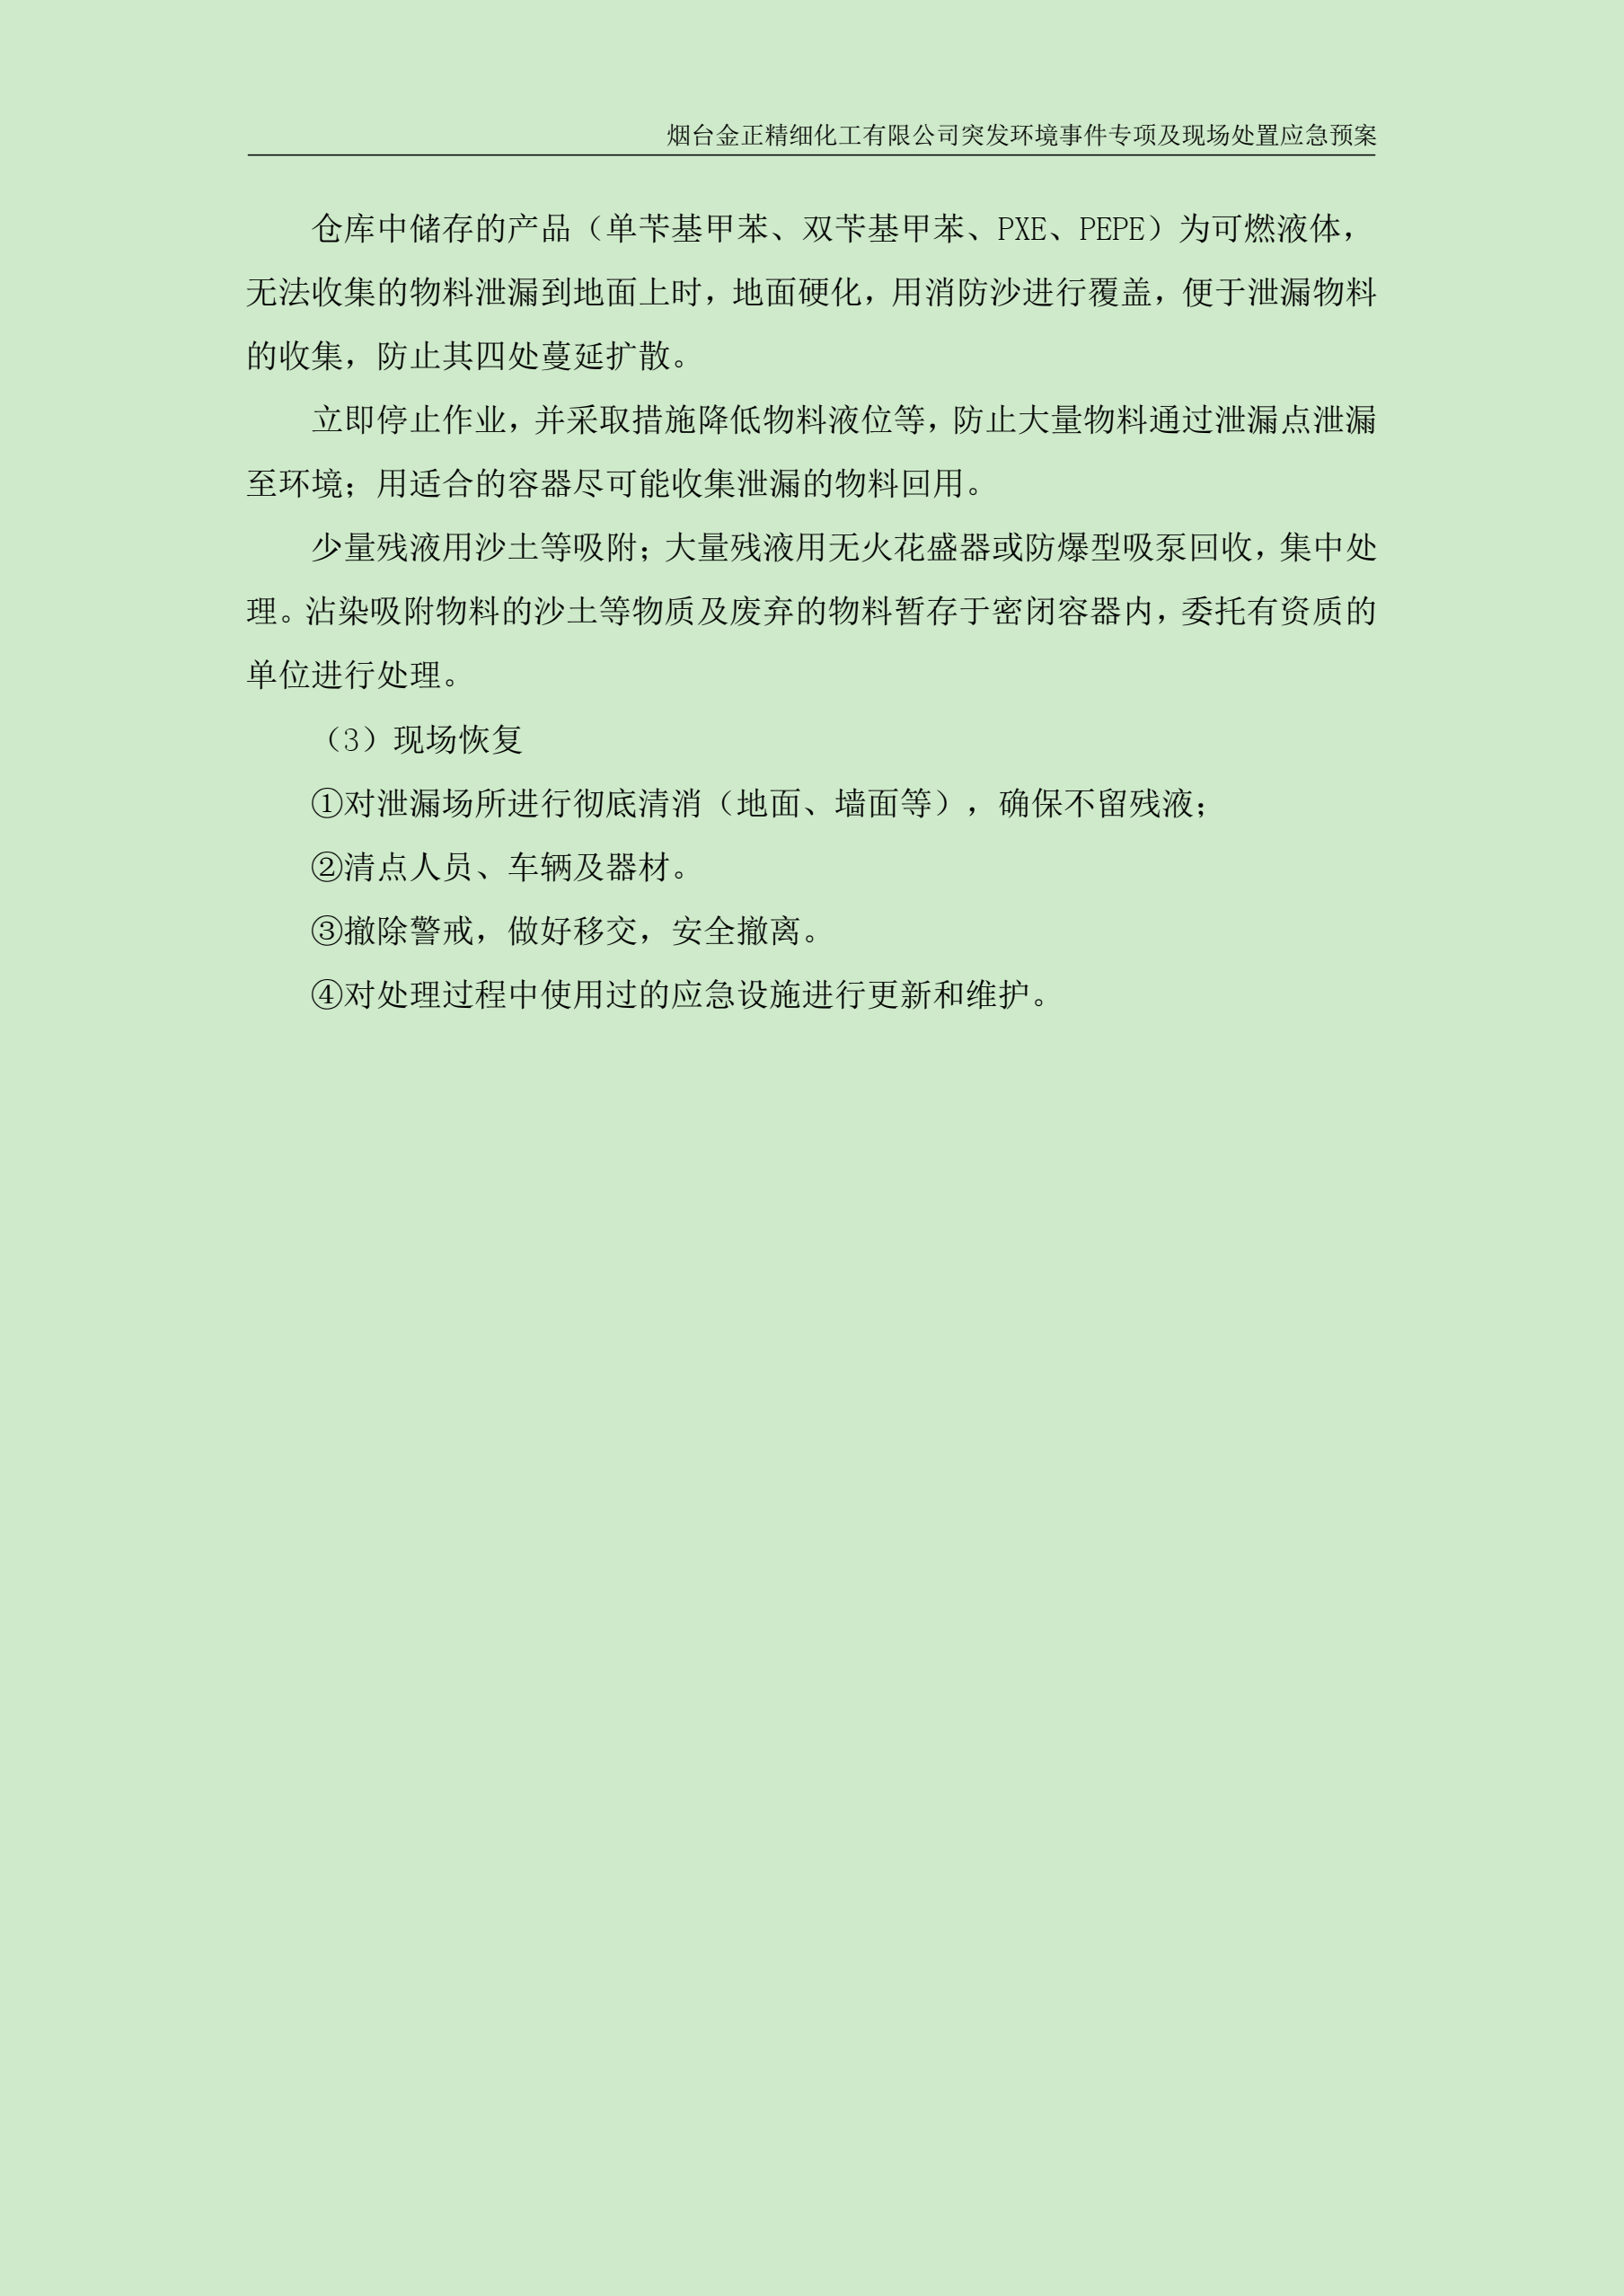 烟台金正精细化工有限公司突发环境事件专项及现场处置应急预案
仓库中储存的产品（单苄基甲苯、双苄基甲苯、PXE、PEPE）为可燃液体，
无法收集的物料泄漏到地面上时，地面硬化，用消防沙进行覆盖，便于泄漏物料
的收集，防止其四处蔓延扩散。
立即停止作业，并采取措施降低物料液位等，防止大量物料通过泄漏点泄漏
至环境；用适合的容器尽可能收集泄漏的物料回用。
少量残液用沙土等吸附；大量残液用无火花盛器或防爆型吸泵回收，集中处
理。沾染吸附物料的沙土等物质及废弃的物料暂存于密闭容器内，委托有资质的
单位进行处理。
（3）现场恢复
①对泄漏场所进行彻底清消（地面、墙面等），确保不留残液；
②清点人员、车辆及器材。
③撤除警戒，做好移交，安全撤离。
④对处理过程中使用过的应急设施进行更新和维护。